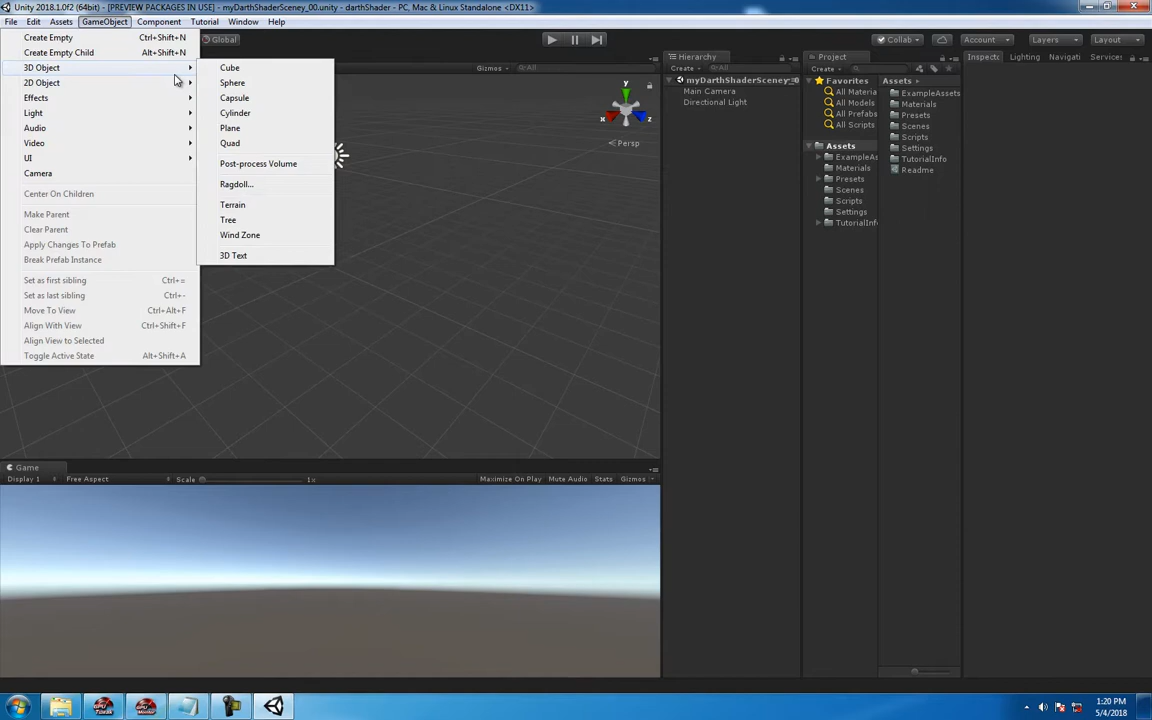 Unity 2018.1.0f2 (64bit) - [PREVIEW PACKAGES IN USE] - myDarthShaderSceney_00.unity - darthShader - PC, Mac & Linux Standalone <DX11>
File Edit Assets GameObject Component Tutorial Window Help
Global
Collab
Account
Layers
Layout
Create Empty Ctrl+Shift+N
Create Empty Child Alt+Shift+N
3D Object
2D Object
Effects
Light
Audio
Video
UI
Camera
Center On Children
Make Parent
Clear Parent
Apply Changes To Prefab
Break Prefab Instance
Set as first sibling Ctrl+=
Set as last sibling Ctrl+-
Move To View Ctrl+Alt+F
Align With View Ctrl+Shift+F
Align View to Selected
Toggle Active State Alt+Shift+A
Cube
Sphere
Capsule
Cylinder
Plane
Quad
Post-process Volume
Ragdoll...
Terrain
Tree
Wind Zone
3D Text
Gizmos All
y
x z
Persp
Hierarchy
Create All
myDarthShaderSceney_0
Main Camera
Directional Light
Project
Create
Favorites
All Materia
All Models
All Prefabs
All Scripts
Assets
ExampleAs
Materials
Presets
Scenes
Scripts
Settings
TutorialInf
Assets
ExampleAssets
Materials
Presets
Scenes
Scripts
Settings
TutorialInfo
Readme
Inspecto Lighting Navigati Services
Game
Display 1 Free Aspect Scale 1x Maximize On Play Mute Audio Stats Gizmos
GPU Tweak
GPU Monitor
1:20 PM
5/4/2018